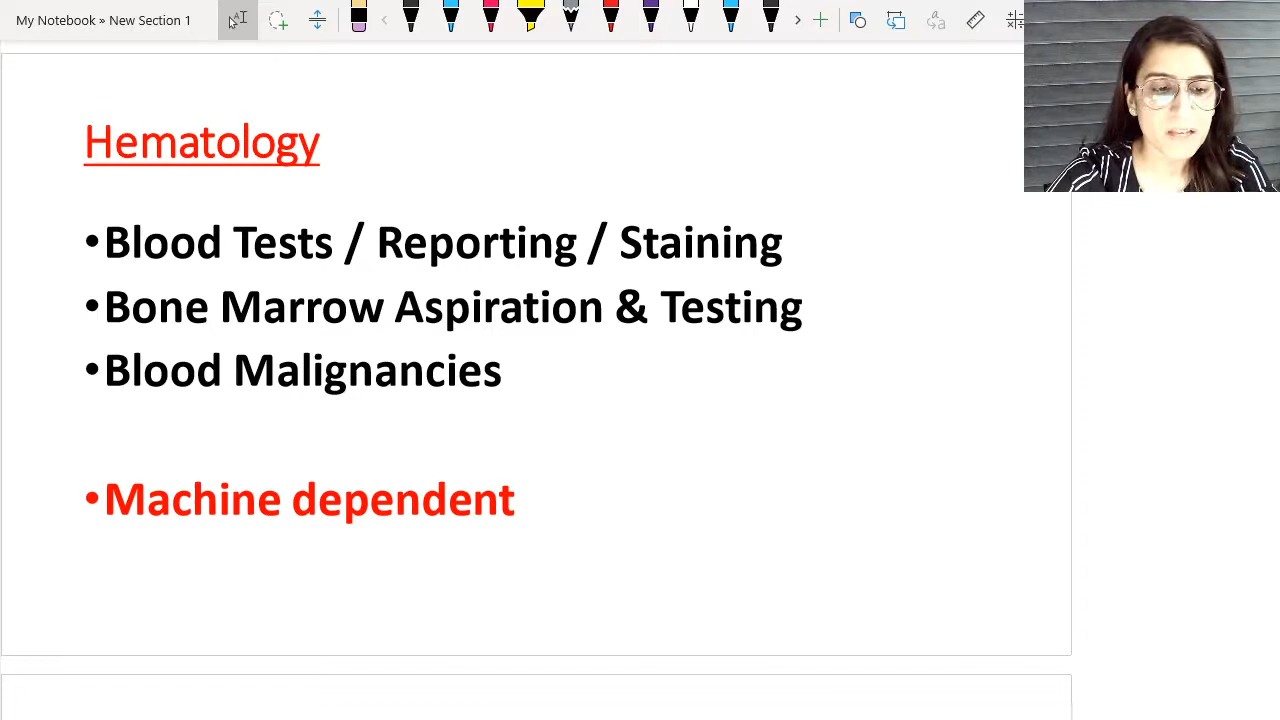 My Notebook » New Section 1
Hematology
•Blood Tests / Reporting / Staining
•Bone Marrow Aspiration & Testing
•Blood Malignancies
•Machine dependent